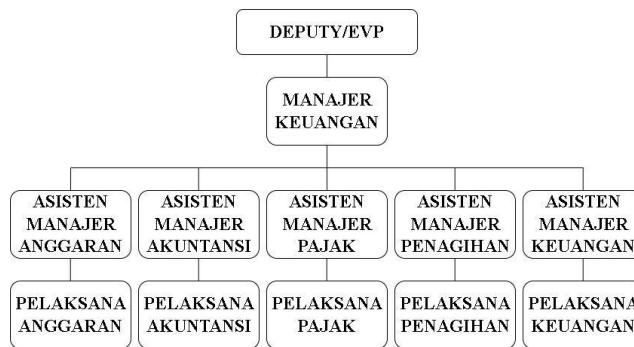 DEPUTY/EVP
MANAJER
KEUANGAN
ASISTEN
MANAJER
ANGGARAN
ASISTEN
MANAJER
AKUNTANSI
ASISTEN
MANAJER
PAJAK
ASISTEN
MANAJER
PENAGIHAN
ASISTEN
MANAJER
KEUANGAN
PELAKSANA
ANGGARAN
PELAKSANA
AKUNTANSI
PELAKSANA
PAJAK
PELAKSANA
PENAGIHAN
PELAKSANA
KEUANGAN